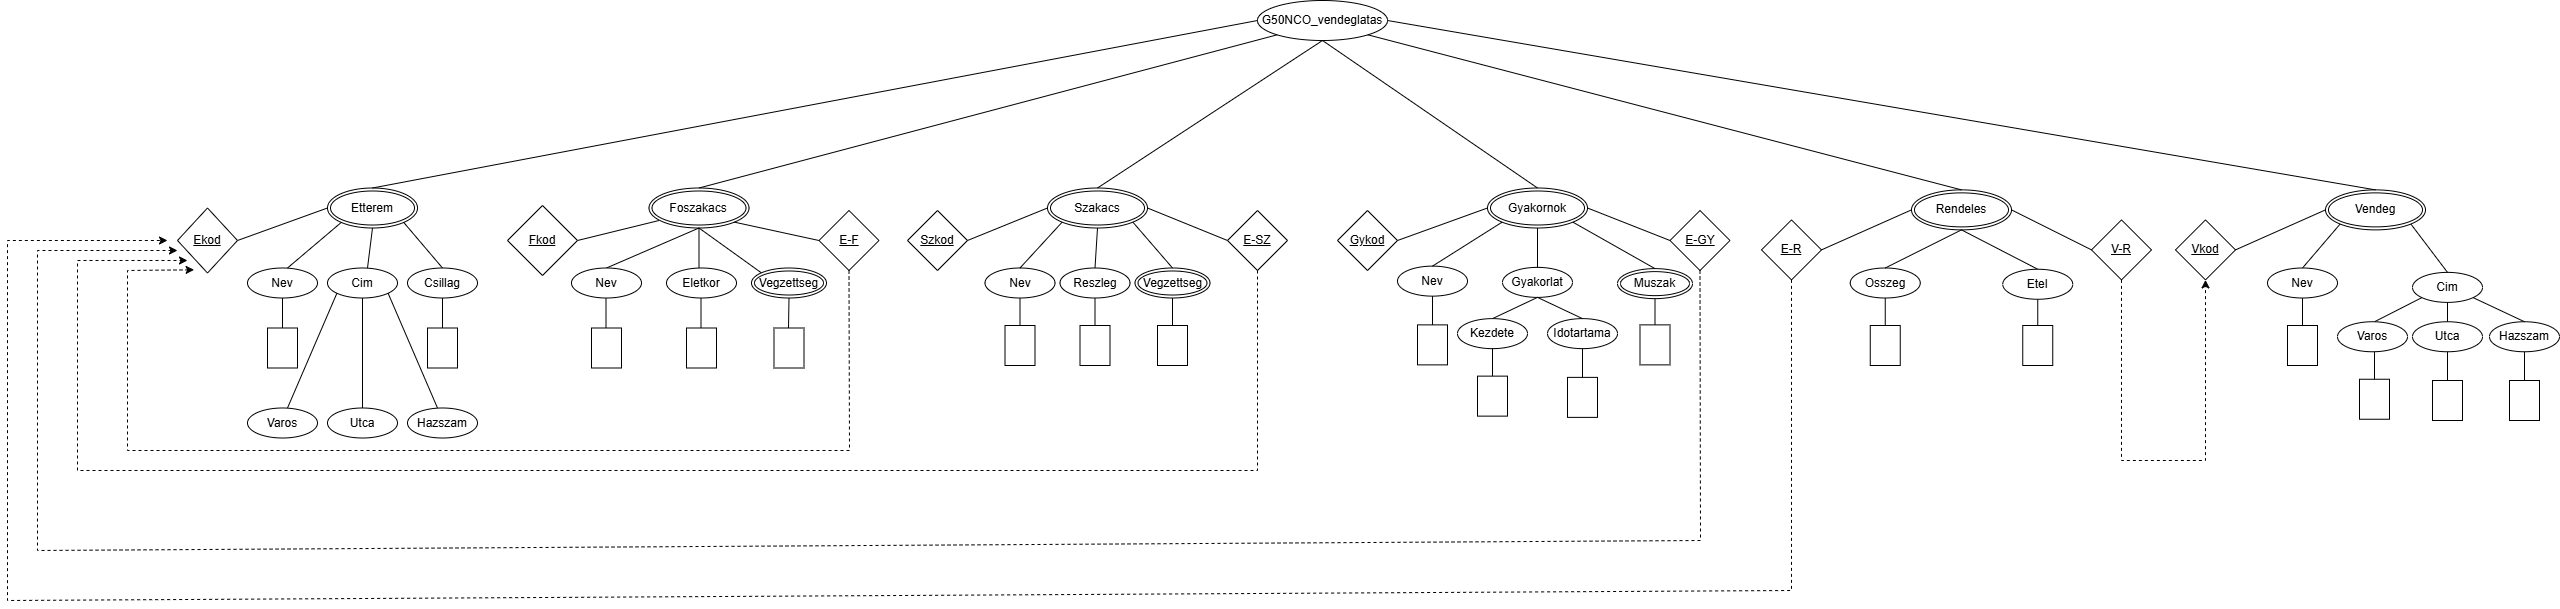 G50NCO_vendeglatas
Etterem
Foszakacs
Szakacs
Gyakornok
Rendeles
Vendeg
Ekod
Fkod
E-F
Szkod
E-SZ
Gykod
E-GY
E-R
V-R
Vkod
Nev
Cim
Csillag
Nev
Eletkor
Vegzettseg
Nev
Reszleg
Vegzettseg
Nev
Gyakorlat
Muszak
Osszeg
Etel
Nev
Cim
Kezdete
Idotartama
Varos
Utca
Hazszam
Varos
Utca
Hazszam